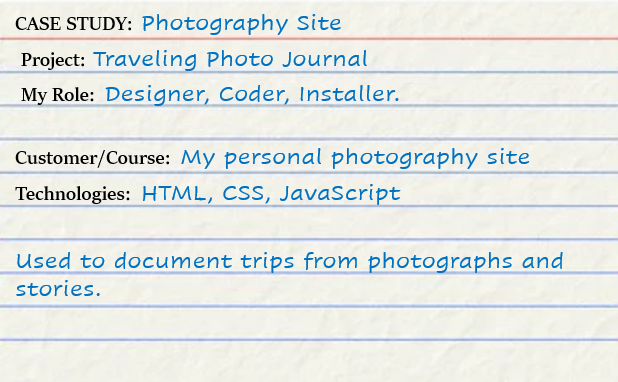 CASE STUDY: Photography Site
Project: Traveling Photo Journal
My Role: Designer, Coder, Installer.
Customer/Course: My personal photography site
Technologies: HTML, CSS, JavaScript
Used to document trips from photographs and
stories.